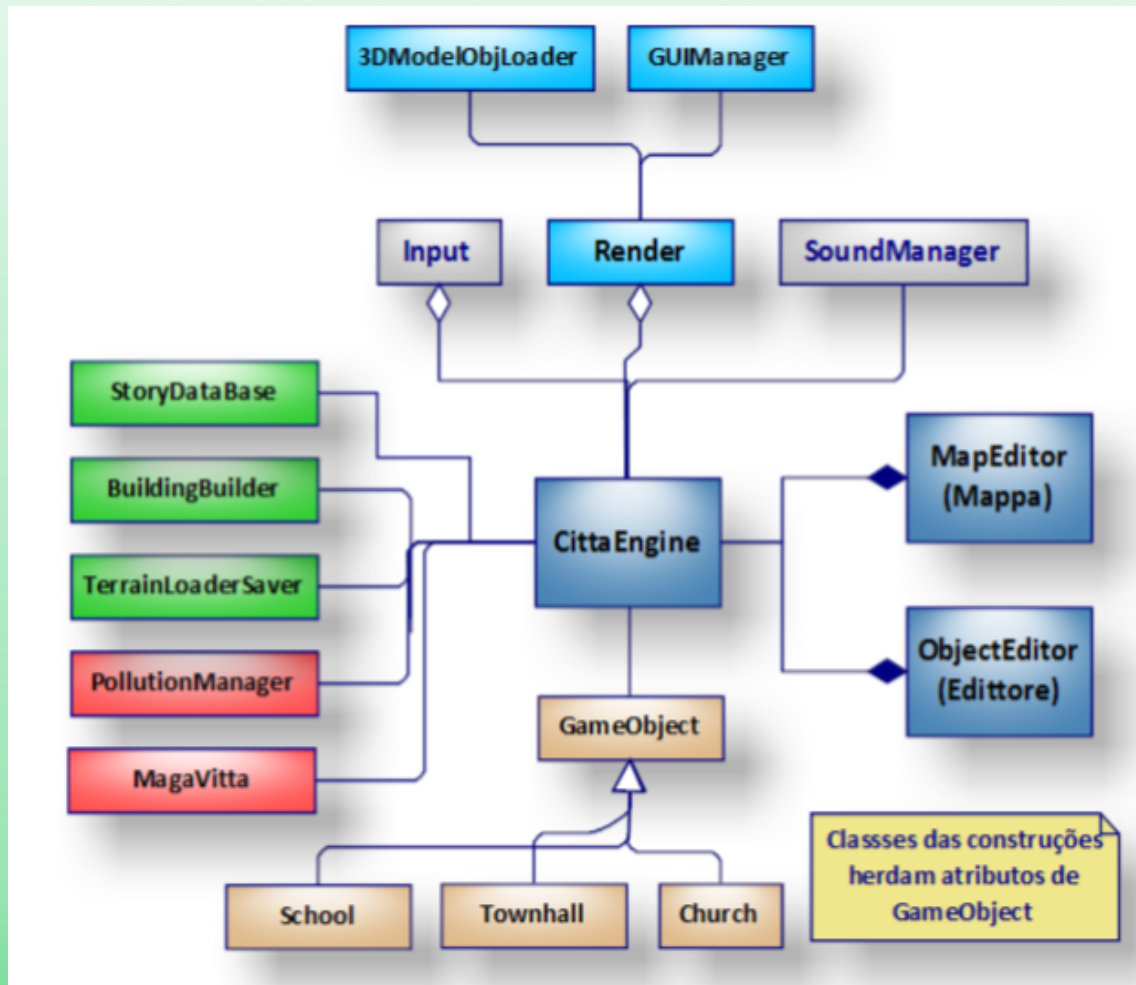 3DModelObjLoader
GUIManager
Input
Render
SoundManager
StoryDataBase
BuildingBuilder
TerrainLoaderSaver
PollutionManager
MagaVitta
CittaEngine
MapEditor
(Mappa)
ObjectEditor
(Edittore)
GameObject
School
Townhall
Church
Classses das construções
herdam atributos de
GameObject